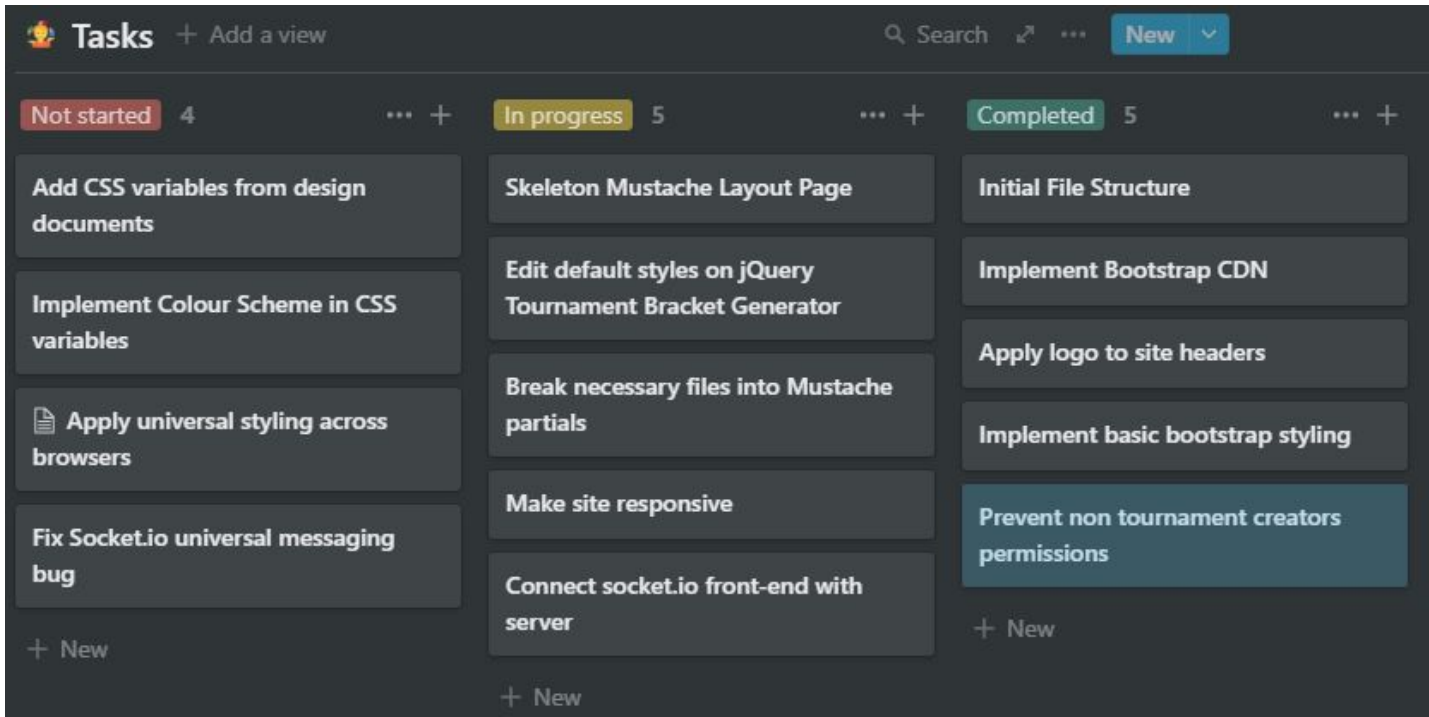 Tasks + Add a view
Search ... New
Not started 4 ... +
Add CSS variables from design
documents
Implement Colour Scheme in CSS
variables
Apply universal styling across
browsers
Fix Socket.io universal messaging
bug
+ New
In progress 5 ... +
Skeleton Mustache Layout Page
Edit default styles on jQuery
Tournament Bracket Generator
Break necessary files into Mustache
partials
Make site responsive
Connect socket.io front-end with
server
+ New
Completed 5 ... +
Initial File Structure
Implement Bootstrap CDN
Apply logo to site headers
Implement basic bootstrap styling
Prevent non tournament creators
permissions
+ New